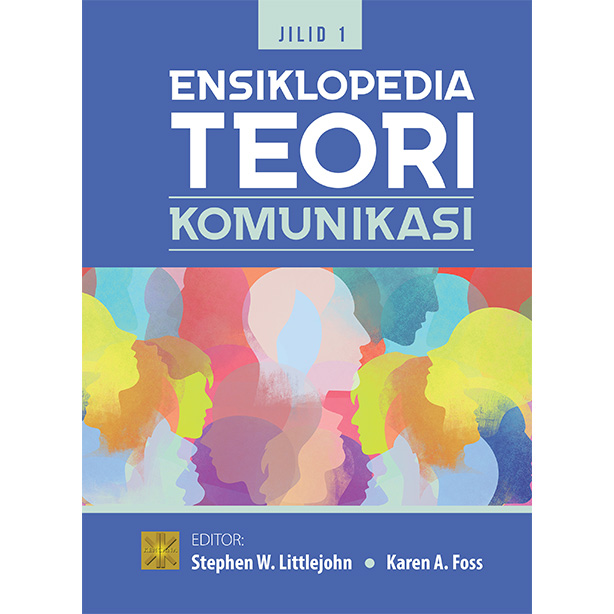 JILID 1
ENSIKLOPEDIA
TEORI
KOMUNIKASI
EDITOR:
Stephen W. Littlejohn • Karen A. Foss